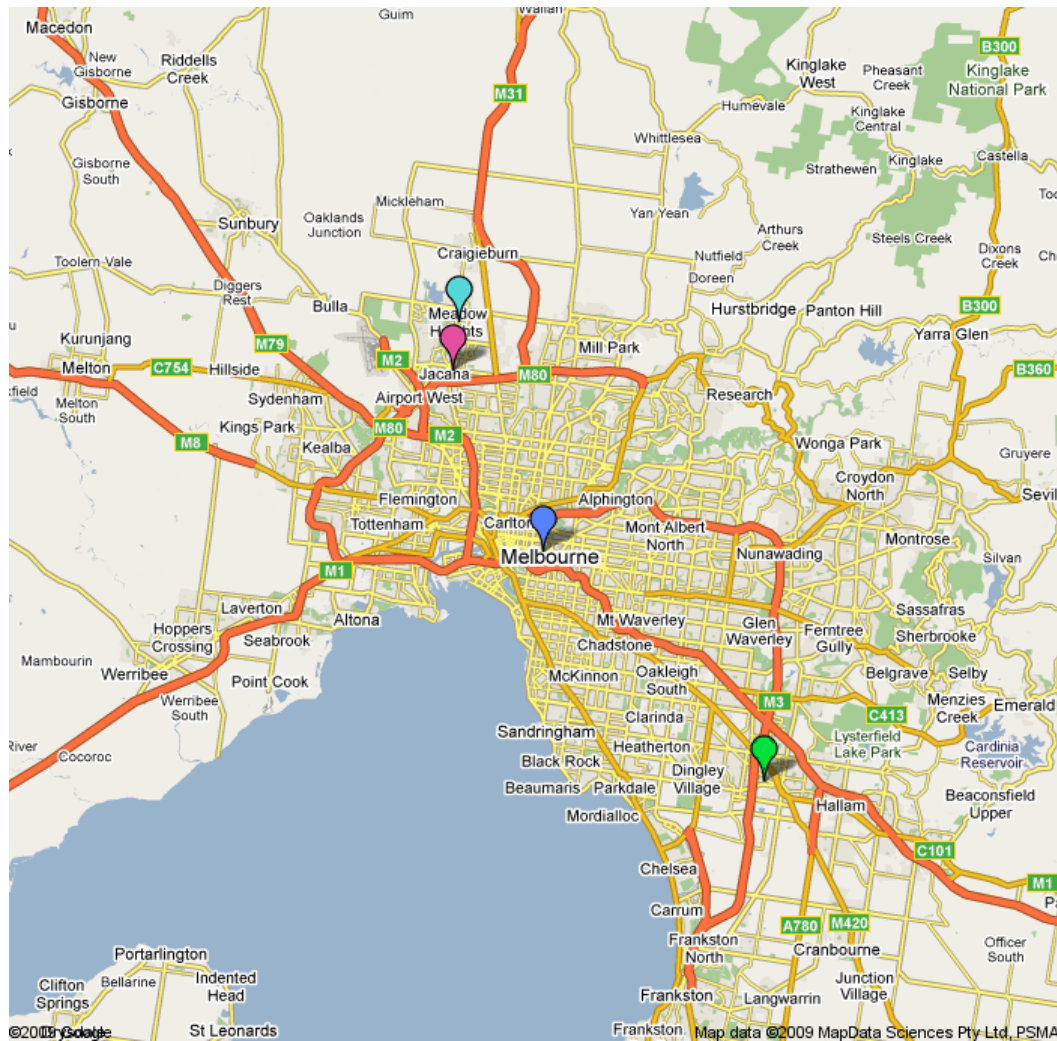 Guim
Wallan
Macedon
New
Gisborne
Riddells
Creek
B300
Kinglake
West
Pheasant
Creek
Kinglake
National Park
Gisborne
M31
Humevale
Kinglake
Central
Whittlesea
Gisborne
South
Strathewen
Kinglake
Castella
Mickleham
Sunbury
Oaklands
Junction
Yan Yean
Arthurs
Creek
Steels Creek
Dixons
Creek
Toolern Vale
Craigieburn
Nutfield
Doreen
Diggers
Rest
Bulla
Hurstbridge
Panton Hill
B300
Meadow
Heights
Yarra Glen
Kurunjang
M79
Mill Park
Melton
C754
Hillside
M2
Jacana
M80
B360
Melton
South
Sydenham
Airport West
Research
Kings Park
M80
M2
M8
Kealba
Wonga Park
Gruyere
Croydon
North
Flemington
Alphington
Tottenham
Carlton
Mont Albert
North
Melbourne
Nunawading
Montrose
Silvan
M1
Laverton
Altona
Seabrook
Hoppers
Crossing
Mt Waverley
Glen
Waverley
Sassafras
Ferntree
Gully
Sherbrooke
Chadstone
Mambourin
Werribee
Point Cook
McKinnon
Oakleigh
South
Belgrave
Selby
Werribee
South
M3
Menzies
Creek
Emerald
Clarinda
C413
Sandringham
River
Cocoroc
Heatherton
Lysterfield
Lake Park
Cardinia
Reservoir
Black Rock
Dingley
Village
Beaumaris
Parkdale
Hallam
Beaconsfield
Upper
Mordialloc
C101
Chelsea
M1
Carrum
A780
M420
Frankston
North
Cranbourne
Officer
South
Portarlington
Clifton
Springs
Bellarine
Indented
Head
Junction
Village
Frankston
Langwarrin
St Leonards
Frankston
Map data ©2009 MapData Sciences Pty Ltd, PSMA